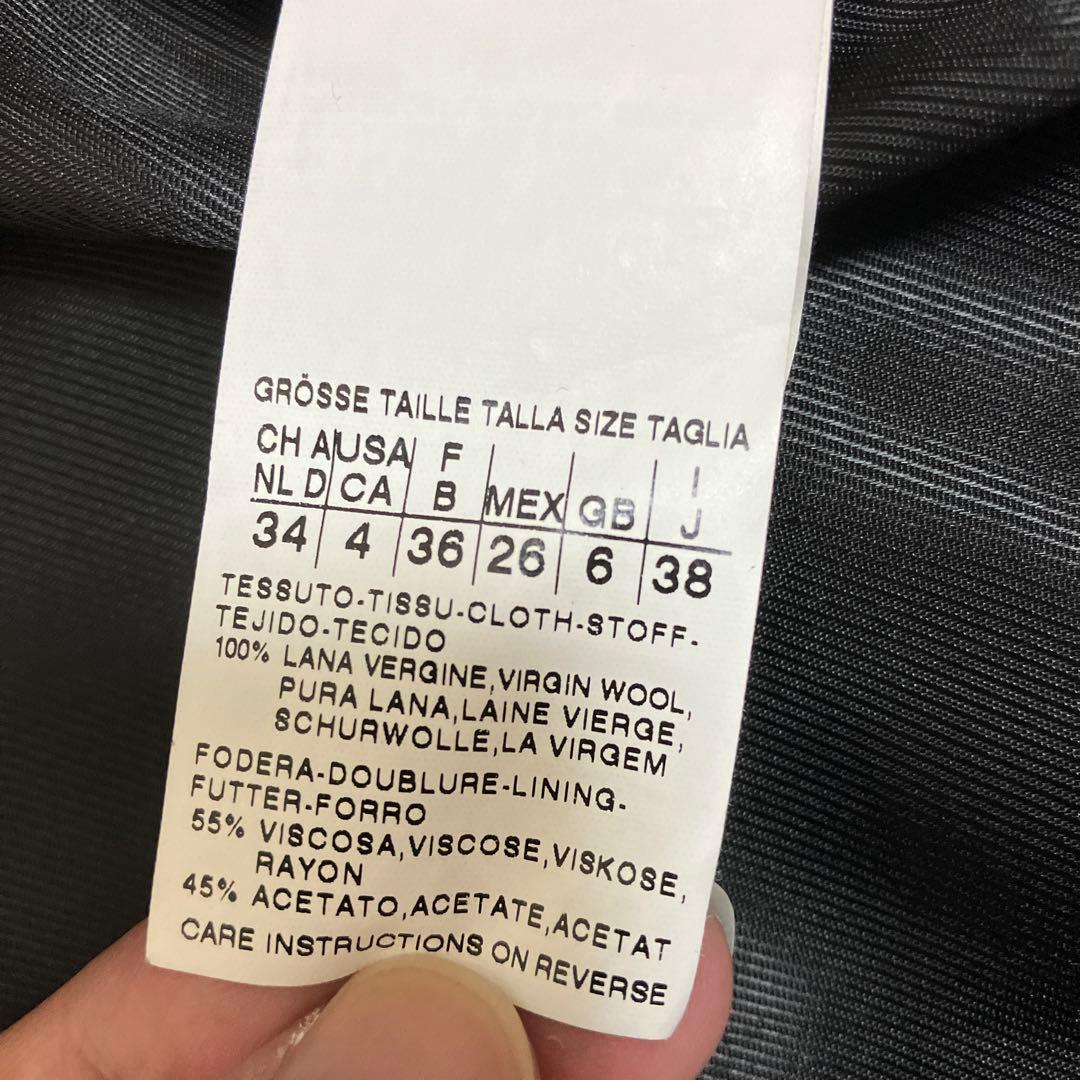 GRÖSSE TAILLE TALLA SIZE TAGLIA
CH A USA F I
NL D CA B MEX GB J
34 4 36 26 6 38
TESSUTO-TISSU-CLOTH-STOFF-
TEJIDO-TECIDO
100% LANA VERGINE,VIRGIN WOOL,
PURA LANA,LAINE VIERGE,
SCHURWOLLE,LA VIRGEM
FODERA-DOUBLURE-LINING-
FUTTER-FORRO
55% VISCOSA,VISCOSE,VISKOSE,
RAYON
45% ACETATO,ACETATE,ACETAT
CARE INSTRUCTIONS ON REVERSE